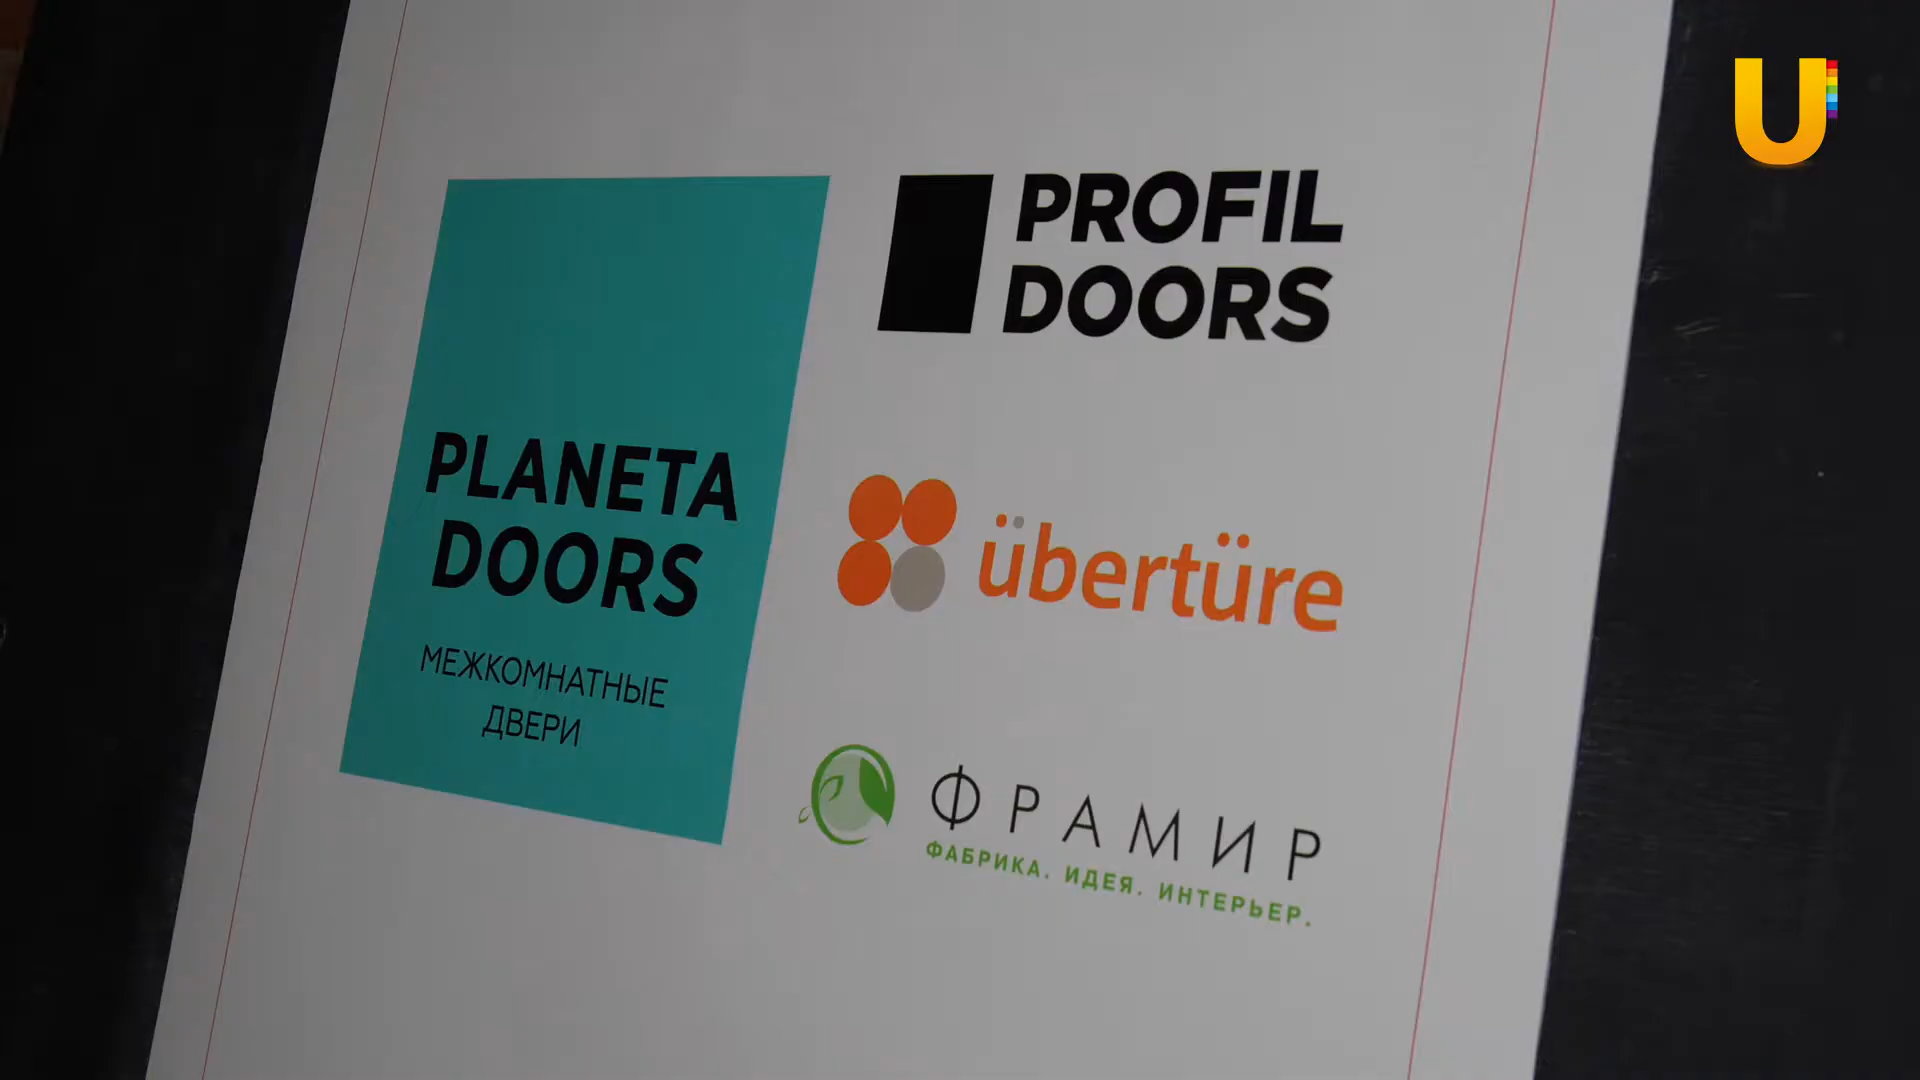 PLANETA
DOORS
МЕЖКОМНАТНЫЕ
ДВЕРИ
PROFIL
DOORS
übertüre
ФРАМИР
ФАБРИКА. ИДЕЯ. ИНТЕРЬЕР.
U